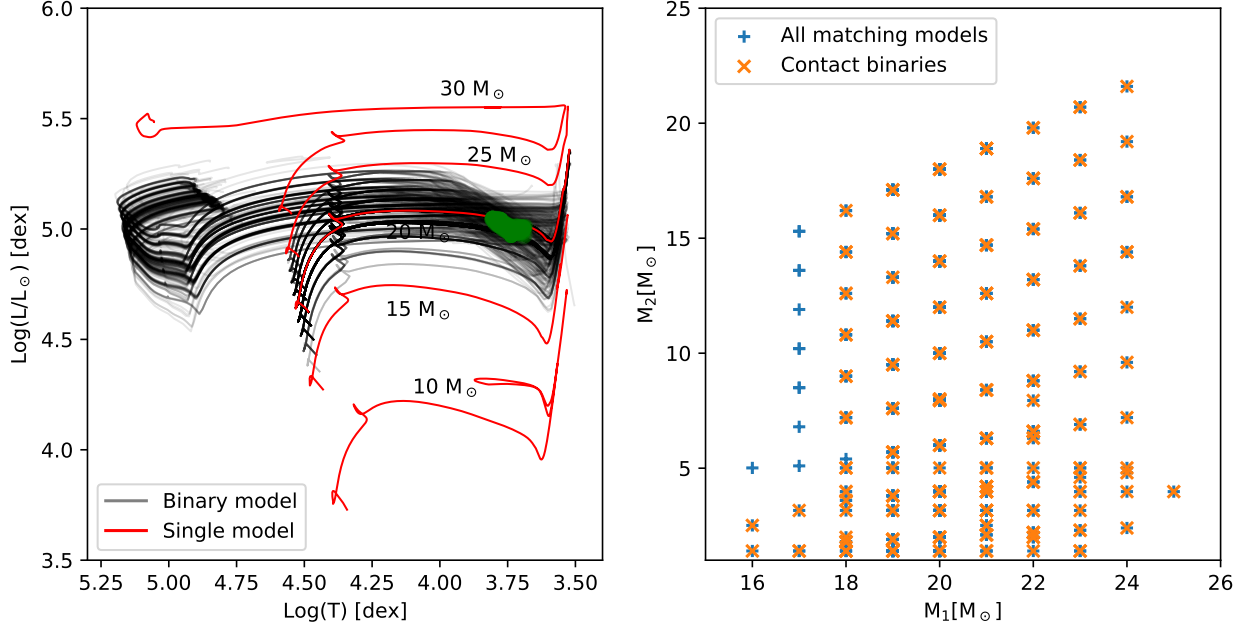 6.0
5.5
5.0
4.5
4.0
3.5
Log(L/L⊙) [dex]
30 M⊙
25 M⊙
20 M⊙
15 M⊙
10 M⊙
Binary model
Single model
5.25 5.00 4.75 4.50 4.25 4.00 3.75 3.50
Log(T) [dex]
25
20
15
10
5
M₂[M⊙]
All matching models
Contact binaries
16 18 20 22 24 26
M₁[M⊙]